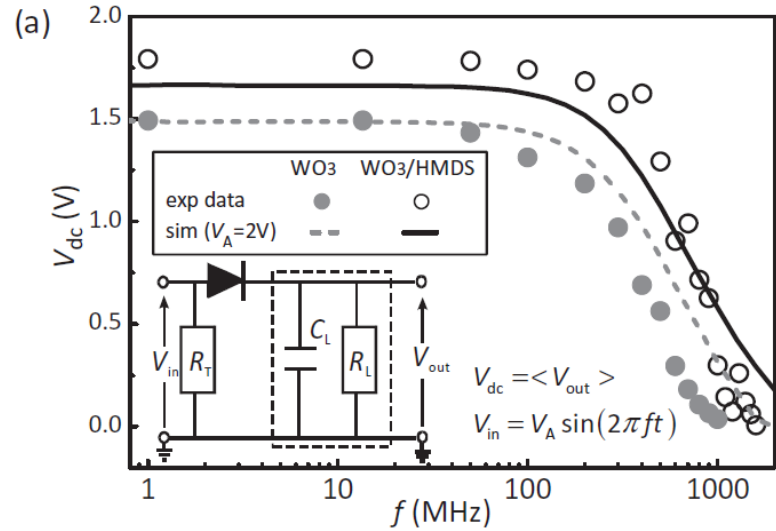 (a)
2.0
1.5
1.0
0.5
0.0
V_dc (V)
WO₃ WO₃/HMDS
exp data
sim (V_A=2V)
V_in R_T C_L R_L V_out
V_dc = <V_out>
V_in = V_A sin(2πft)
1 10 100 1000
f (MHz)